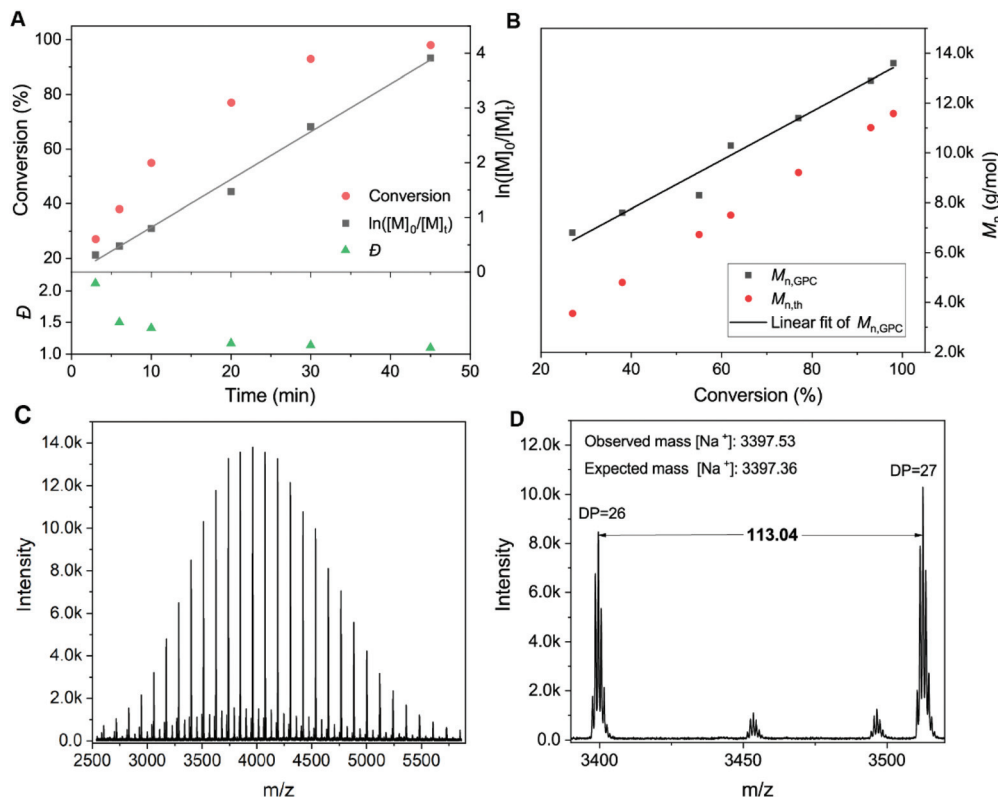 A
Conversion (%)
100
80
60
40
20
ln([M]0/[M]t)
4
3
2
1
0
Conversion
ln([M]0/[M]t)
Đ
Đ
2.0
1.5
1.0
0 10 20 30 40 50
Time (min)
B
14.0k
12.0k
10.0k
8.0k
6.0k
4.0k
2.0k
Mn (g/mol)
Mn,GPC
Mn,th
Linear fit of Mn,GPC
20 40 60 80 100
Conversion (%)
C
Intensity
14.0k
12.0k
10.0k
8.0k
6.0k
4.0k
2.0k
0.0
2500 3000 3500 4000 4500 5000 5500
m/z
D
Intensity
12.0k
10.0k
8.0k
6.0k
4.0k
2.0k
0.0
Observed mass [Na+]: 3397.53
Expected mass [Na+]: 3397.36
DP=27
DP=26
113.04
3400 3450 3500
m/z